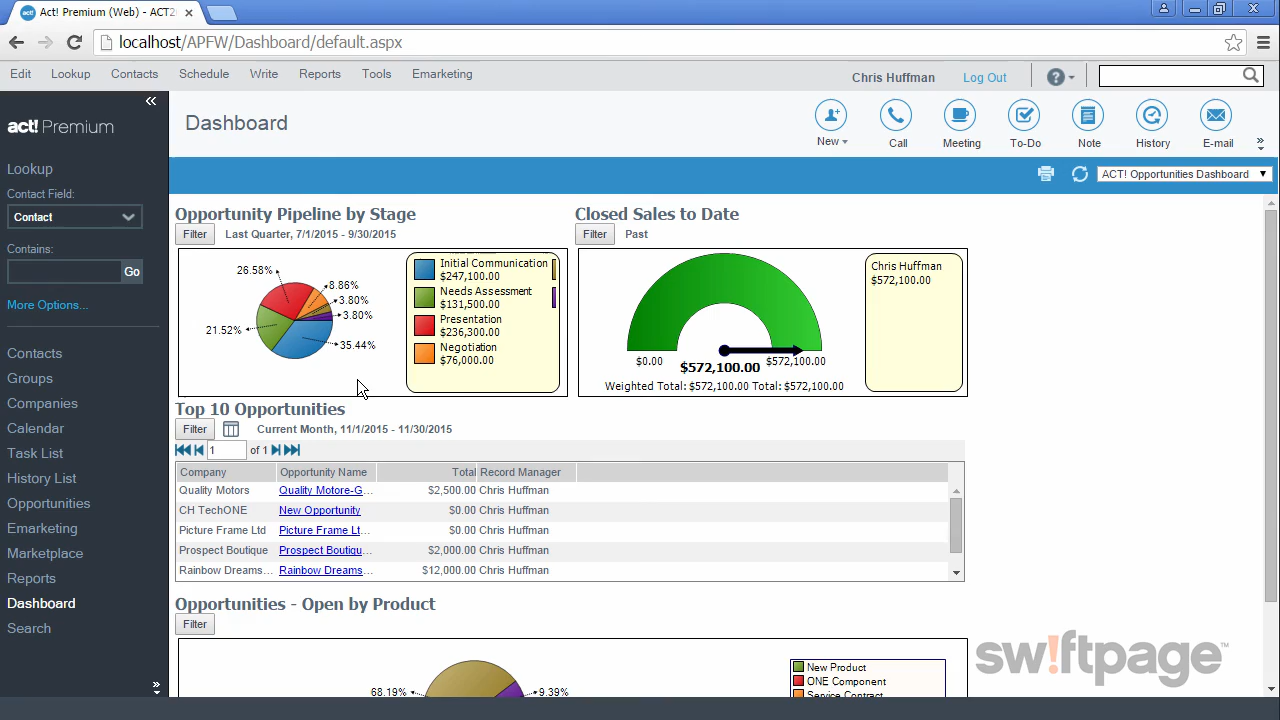 act! Act! Premium (Web) - ACT2
localhost/APFW/Dashboard/default.aspx
Edit Lookup Contacts Schedule Write Reports Tools Emarketing
Chris Huffman Log Out ?
act! Premium
Dashboard
New Call Meeting To-Do Note History E-mail
ACT! Opportunities Dashboard
Lookup
Contact Field:
Contact
Contains:
Go
More Options...
Contacts
Groups
Companies
Calendar
Task List
History List
Opportunities
Emarketing
Marketplace
Reports
Dashboard
Search
Opportunity Pipeline by Stage
Filter Last Quarter, 7/1/2015 - 9/30/2015
26.58%
8.86%
3.80%
3.80%
21.52%
35.44%
Initial Communication
$247,100.00
Needs Assessment
$131,500.00
Presentation
$236,300.00
Negotiation
$76,000.00
Closed Sales to Date
Filter Past
$0.00 $572,100.00 $572,100.00
Weighted Total: $572,100.00 Total: $572,100.00
Chris Huffman
$572,100.00
Top 10 Opportunities
Filter Current Month, 11/1/2015 - 11/30/2015
1 of 1
Company Opportunity Name Total Record Manager
Quality Motors Quality Motore-G... $2,500.00 Chris Huffman
CH TechONE New Opportunity $0.00 Chris Huffman
Picture Frame Ltd Picture Frame Lt... $0.00 Chris Huffman
Prospect Boutique Prospect Boutiqu... $2,000.00 Chris Huffman
Rainbow Dreams... Rainbow Dreams... $12,000.00 Chris Huffman
Opportunities - Open by Product
Filter
68.19% 9.39%
New Product
ONE Component
Service Contract
sw!ftpage™